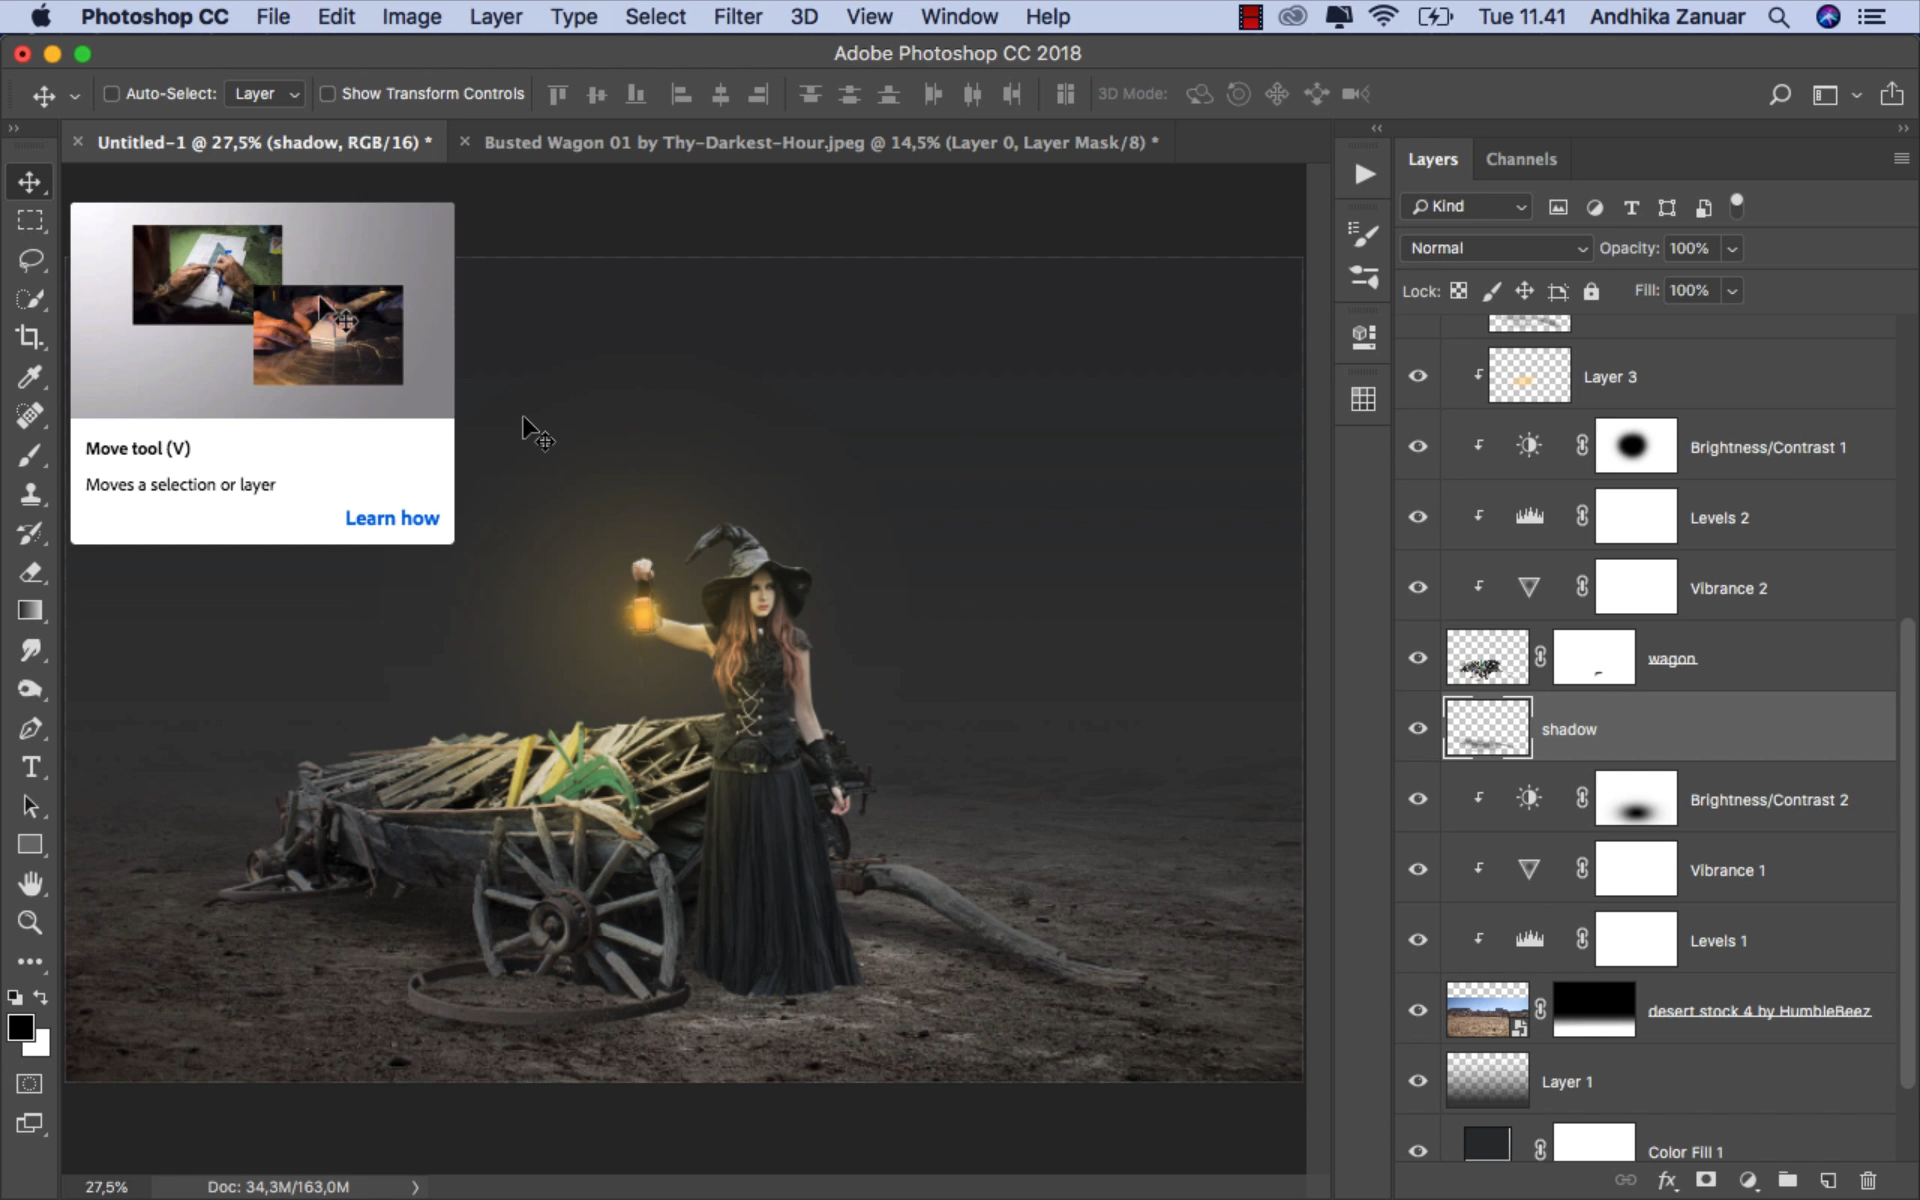 Photoshop CC File Edit Image Layer Type Select Filter 3D View Window Help Tue 11.41 Andhika Zanuar
Adobe Photoshop CC 2018
Auto-Select: Layer Show Transform Controls 3D Mode:
Untitled-1 @ 27,5% (shadow, RGB/16) * Busted Wagon 01 by Thy-Darkest-Hour.jpeg @ 14,5% (Layer 0, Layer Mask/8) *
Move tool (V)
Moves a selection or layer
Learn how
Layers Channels
Kind
Normal Opacity: 100%
Lock: Fill: 100%
Layer 3
Brightness/Contrast 1
Levels 2
Vibrance 2
wagon
shadow
Brightness/Contrast 2
Vibrance 1
Levels 1
desert stock 4 by HumbleBeez
Layer 1
Color Fill 1
27,5% Doc: 34,3M/163,0M